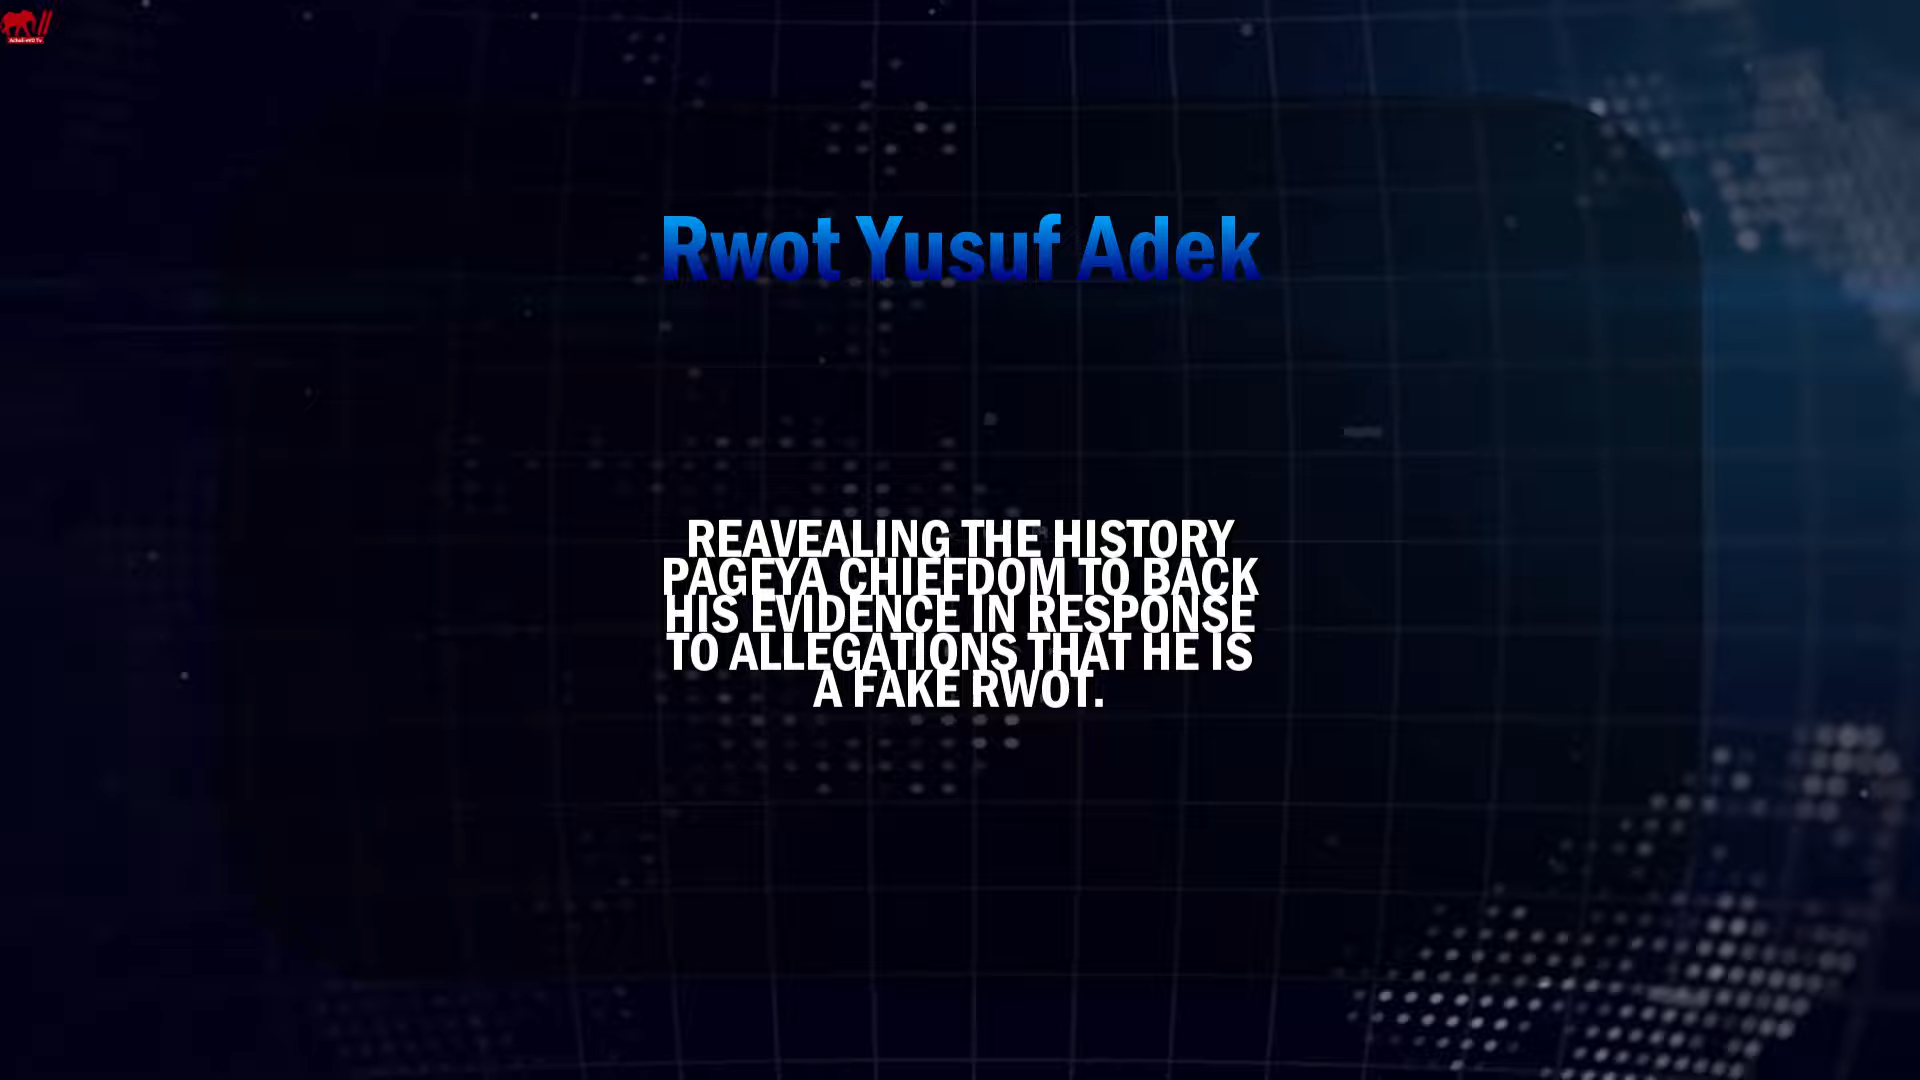 Rwot Yusuf Adek
REAVEALING THE HISTORY
PAGEYA CHIEFDOM TO BACK
HIS EVIDENCE IN RESPONSE
TO ALLEGATIONS THAT HE IS
A FAKE RWOT.